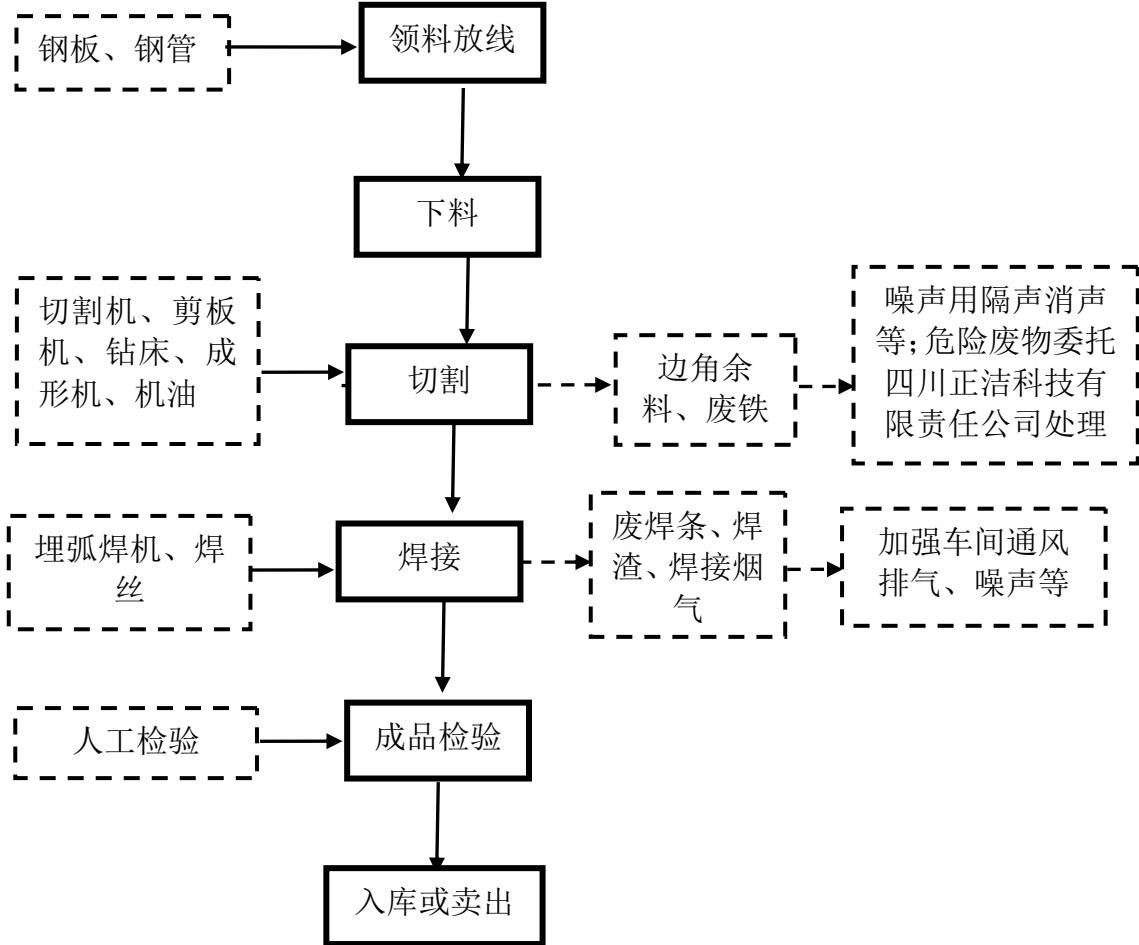 钢板、钢管
领料放线
下料
切割机、剪板
机、钻床、成
形机、机油
切割
边角余
料、废铁
噪声用隔声消声
等;危险废物委托
四川正洁科技有
限责任公司处理
埋弧焊机、焊
丝
焊接
废焊条、焊
渣、焊接烟
气
加强车间通风
排气、噪声等
人工检验
成品检验
入库或卖出